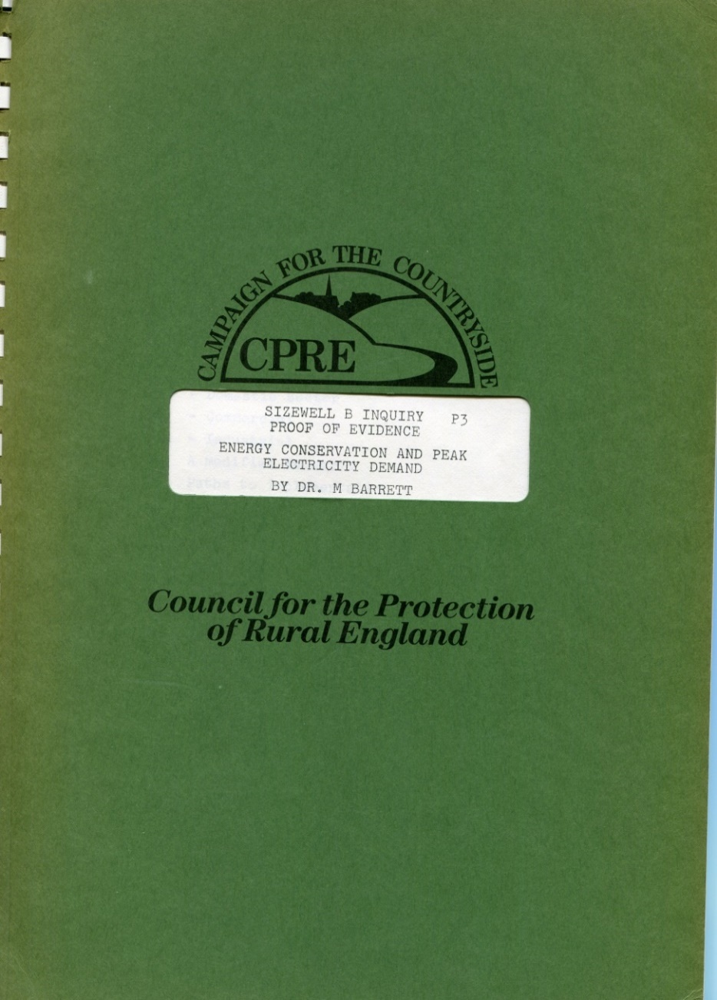 CAMPAIGN FOR THE COUNTRYSIDE
CPRE
SIZEWELL B INQUIRY P3
PROOF OF EVIDENCE
ENERGY CONSERVATION AND PEAK
ELECTRICITY DEMAND
BY DR. M BARRETT
Council for the Protection
of Rural England